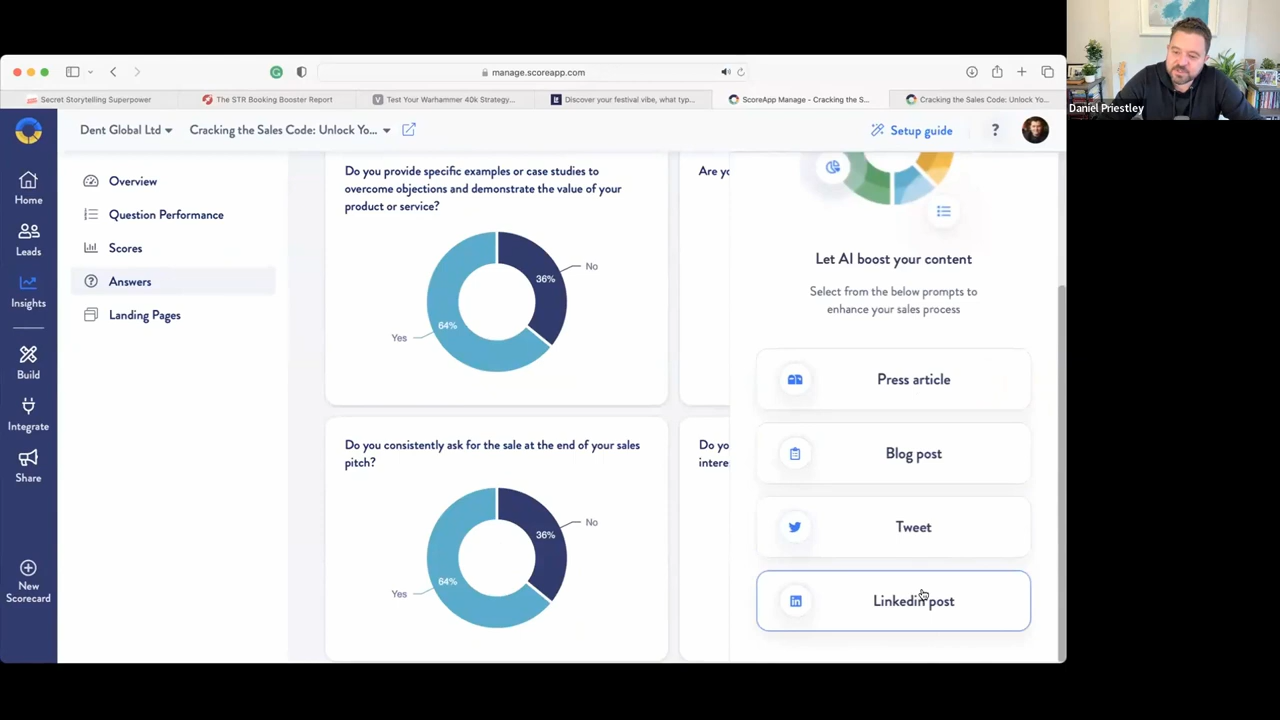 manage.scoreapp.com
Secret Storytelling Superpower
The STR Booking Booster Report
Test Your Warhammer 40k Strategy...
Discover your festival vibe, what typ...
ScoreApp Manage - Cracking the S...
Cracking the Sales Code: Unlock Yo...
Daniel Priestley
Dent Global Ltd
Cracking the Sales Code: Unlock Yo...
Setup guide
?
Home
Leads
Insights
Build
Integrate
Share
New
Scorecard
Overview
Question Performance
Scores
Answers
Landing Pages
Do you provide specific examples or case studies to
overcome objections and demonstrate the value of your
product or service?
36%
No
64%
Yes
Are yo
Do you consistently ask for the sale at the end of your sales
pitch?
36%
No
64%
Yes
Do yo
intere
Let AI boost your content
Select from the below prompts to
enhance your sales process
Press article
Blog post
Tweet
Linkedin post